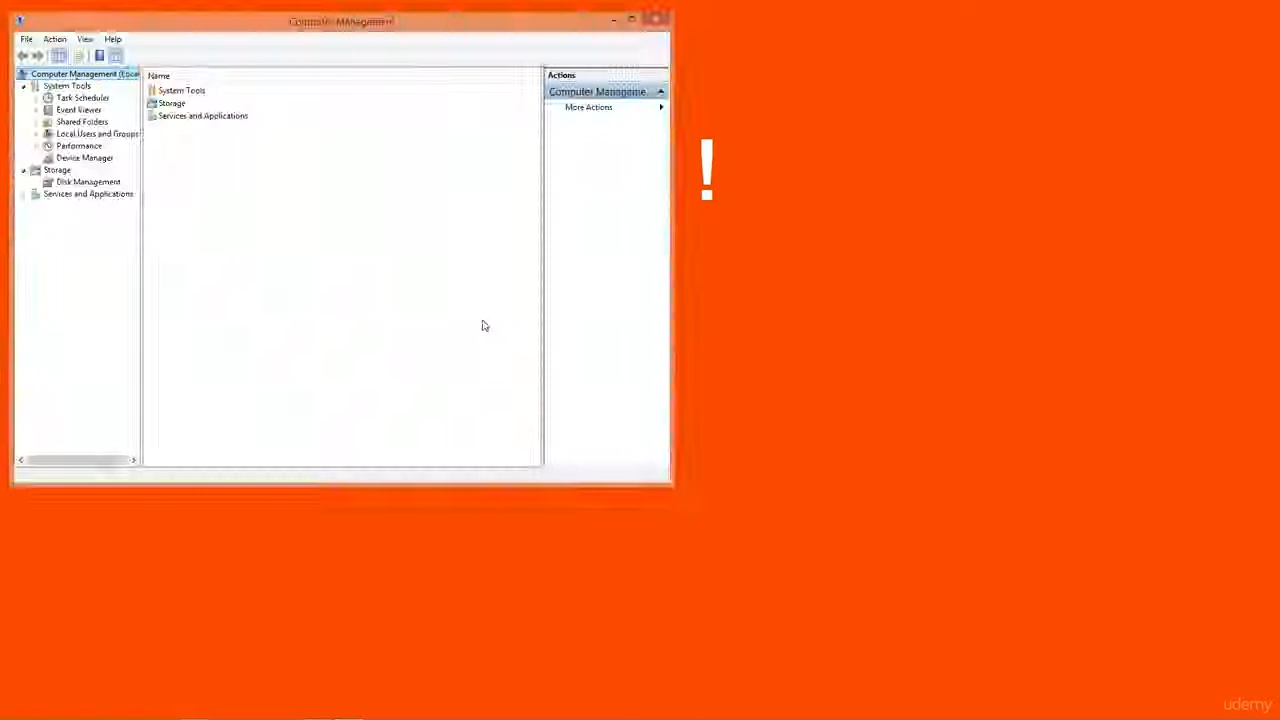 Computer Management
File Action View Help
Computer Management (Local
System Tools
Task Scheduler
Event Viewer
Shared Folders
Local Users and Groups
Performance
Device Manager
Storage
Disk Management
Services and Applications
Name
System Tools
Storage
Services and Applications
Actions
Computer Manageme...
More Actions
!
udemy